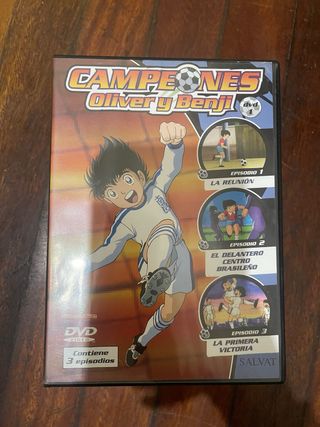 CAMPEONES
Oliver y Benji
dvd 1
EPISODIO 1
LA REUNIÓN
EPISODIO 2
EL DELANTERO
CENTRO
BRASILEÑO
EPISODIO 3
LA PRIMERA
VICTORIA
DVD
VIDEO
Contiene
3 episodios
SALVAT